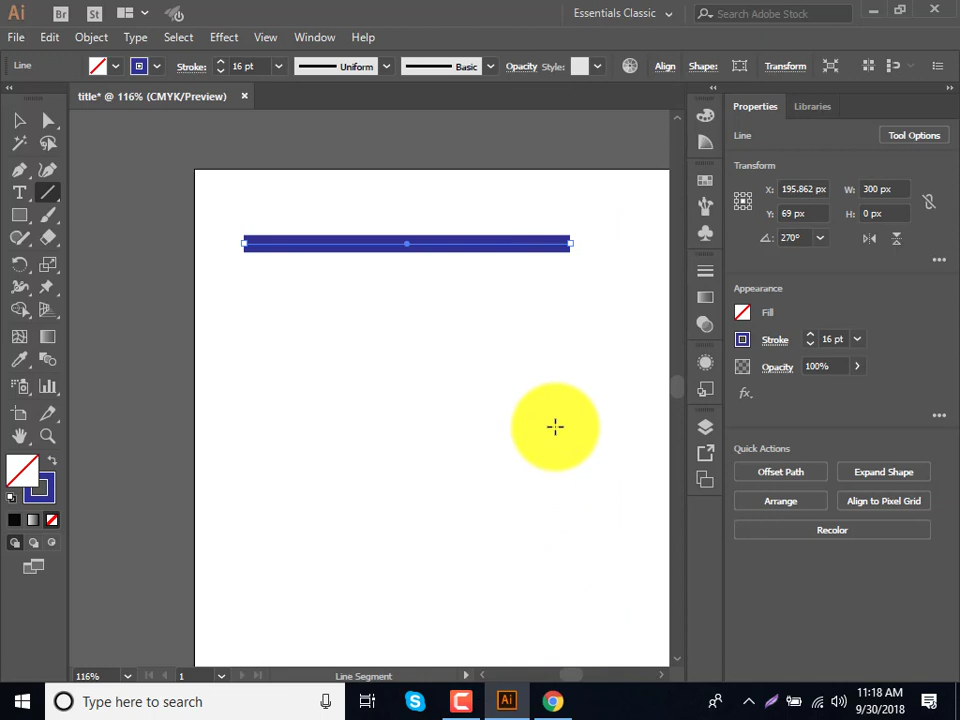 Ai Br St Essentials Classic Search Adobe Stock
File Edit Object Type Select Effect View Window Help
Line Stroke: 16 pt Uniform Basic Opacity Style: Align Shape: Transform
title* @ 116% (CMYK/Preview) ×
Properties Libraries
Line Tool Options
Transform
X: 195.862 px W: 300 px
Y: 69 px H: 0 px
270°
Appearance
Fill
Stroke 16 pt
Opacity 100%
fx.
Quick Actions
Offset Path Expand Shape
Arrange Align to Pixel Grid
Recolor
116% 1 Line Segment
Type here to search
Ai
11:18 AM
9/30/2018